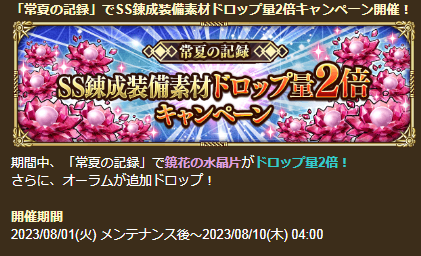 「常夏の記録」でSS錬成装備素材ドロップ量2倍キャンペーン開催！
常夏の記録
SS錬成装備素材ドロップ量2倍
キャンペーン
期間中、「常夏の記録」で鏡花の水晶片がドロップ量2倍！
さらに、オーラムが追加ドロップ！
開催期間
2023/08/01(火) メンテナンス後～2023/08/10(木) 04:00